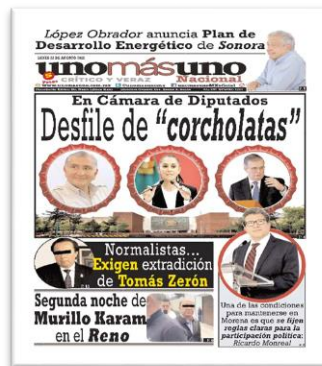 López Obrador anuncia Plan de
Desarrollo Energético de Sonora
unomásuno
CRÍTICO Y VERAZ
Nacional
En Cámara de Diputados
Desfile de “corcholatas”
Normalistas...
Exigen extradición
de Tomás Zerón
Segunda noche de
Murillo Karam
en el Reno
Una de las condiciones
para mantenerse en
Morena es que se fijen
reglas claras para la
participación política:
Ricardo Monreal